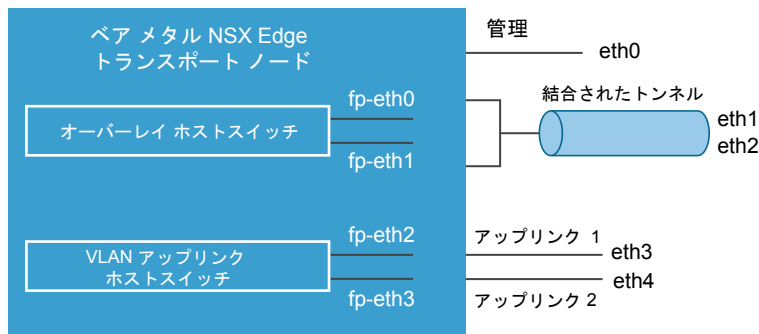 ベア メタル NSX Edge
トランスポート ノード
管理
eth0
fp-eth0
オーバーレイ ホストスイッチ
fp-eth1
結合されたトンネル
eth1
eth2
fp-eth2
VLAN アップリンク
ホストスイッチ
fp-eth3
アップリンク 1
eth3
eth4
アップリンク 2